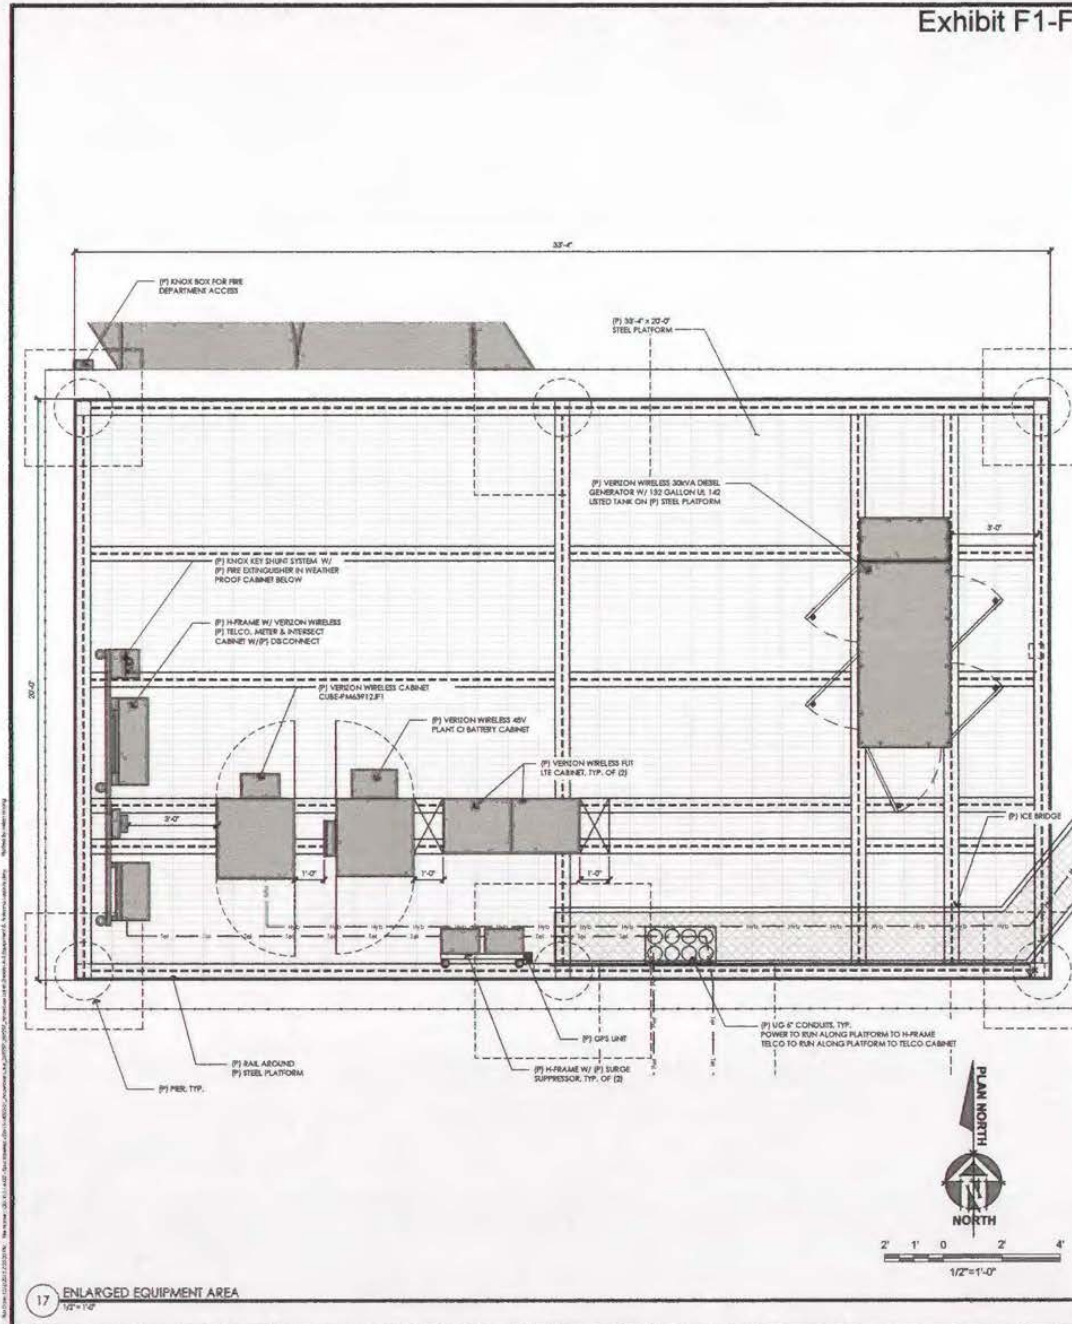 Exhibit F1-F
33'-4"
(P) KNOX BOX FOR FIRE
DEPARTMENT ACCESS
(P) 33'-4" x 20'-0"
STEEL PLATFORM
(P) VERIZON WIRELESS 30kVA DIESEL
GENERATOR W/ 132 GALLON UL 142
LISTED TANK ON (P) STEEL PLATFORM
3'-0"
(P) KNOX KEY SHUNT SYSTEM W/
(P) FIRE EXTINGUISHER IN WEATHER
PROOF CABINET BELOW
(P) H-FRAME W/ VERIZON WIRELESS
(P) TELCO, METER & INTERSECT
CABINET W/(P) DISCONNECT
20'-0"
(P) VERIZON WIRELESS CABINET
(P) VERIZON WIRELESS 48V
PLANT CI BATTERY CABINET
(P) VERIZON WIRELESS FUT
LTE CABINET, TYP. OF (2)
3'-0"
(P) ICE BRIDGE
1'-0"
1'-0"
1'-0"
(P) UG 6" CONDUITS, TYP.
POWER TO RUN ALONG PLATFORM TO H-FRAME
TELCO TO RUN ALONG PLATFORM TO TELCO CABINET
(P) GPS UNIT
(P) RAIL AROUND
(P) STEEL PLATFORM
(P) H-FRAME W/ (P) SURGE
SUPPRESSOR, TYP. OF (2)
(P) PIER, TYP.
PLAN NORTH
NORTH
2' 1' 0 2' 4'
1/2"=1'-0"
17 ENLARGED EQUIPMENT AREA
1/2" = 1'-0"